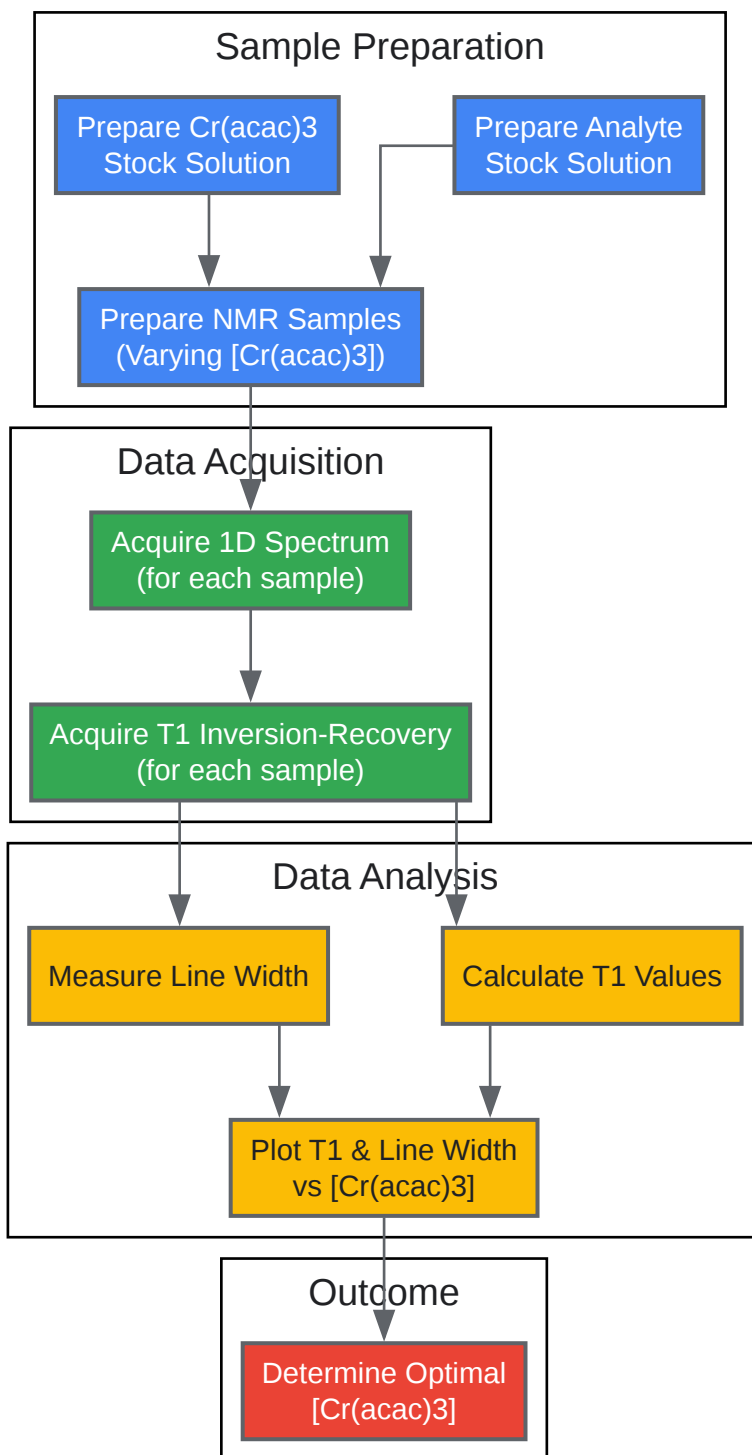 Sample Preparation
Prepare Cr(acac)3
Stock Solution
Prepare Analyte
Stock Solution
Prepare NMR Samples
(Varying [Cr(acac)3])
Data Acquisition
Acquire 1D Spectrum
(for each sample)
Acquire T1 Inversion-Recovery
(for each sample)
Data Analysis
Measure Line Width
Calculate T1 Values
Plot T1 & Line Width
vs [Cr(acac)3]
Outcome
Determine Optimal
[Cr(acac)3]